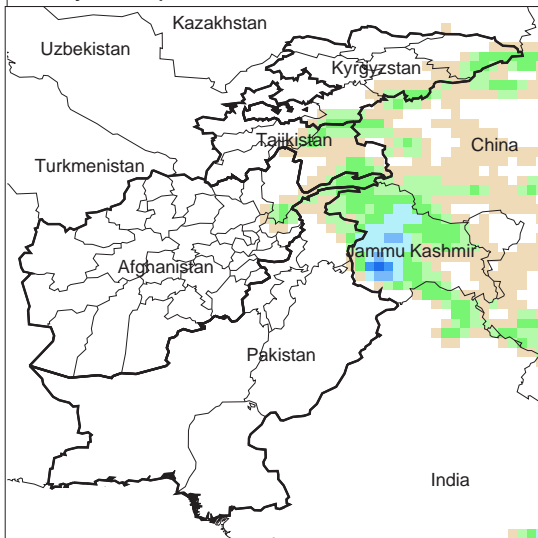 Kazakhstan
Uzbekistan
Kyrgyzstan
Tajikistan
China
Turkmenistan
Jammu Kashmir
Afghanistan
Pakistan
India